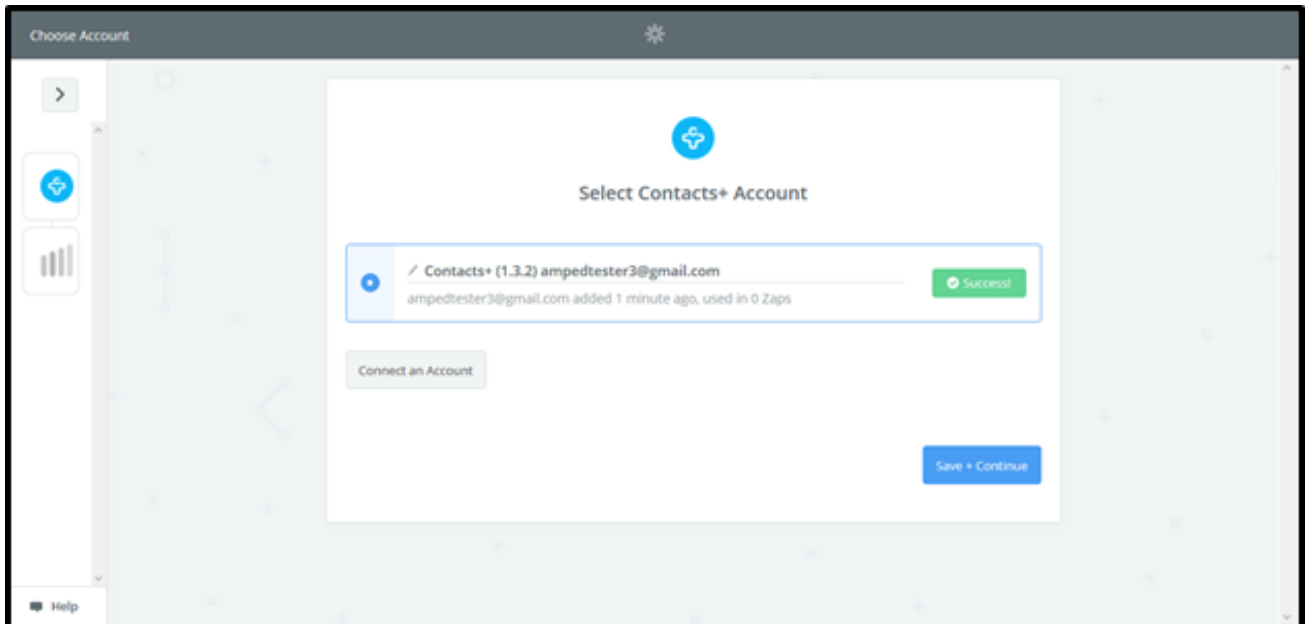 Choose Account
Select Contacts+ Account
Contacts+ (1.3.2) ampedtester3@gmail.com
Success!
ampedtester3@gmail.com added 1 minute ago, used in 0 Zaps
Connect an Account
Save + Continue
Help